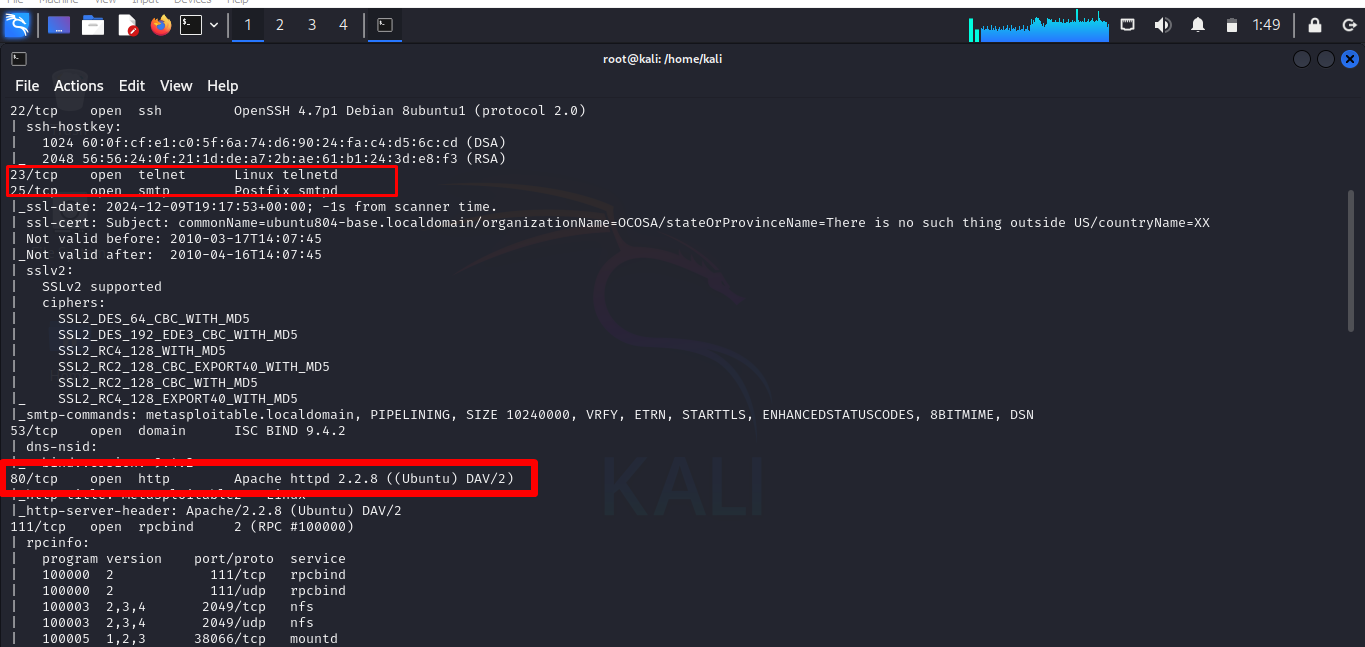 File Machine View Input Devices Help
1 2 3 4 1:49
root@kali: /home/kali
File Actions Edit View Help
22/tcp open ssh OpenSSH 4.7p1 Debian 8ubuntu1 (protocol 2.0)
| ssh-hostkey:
| 1024 60:0f:cf:e1:c0:5f:6a:74:d6:90:24:fa:c4:d5:6c:cd (DSA)
|_ 2048 56:56:24:0f:21:1d:de:a7:2b:ae:61:b1:24:3d:e8:f3 (RSA)
23/tcp open telnet Linux telnetd
25/tcp open smtp Postfix smtpd
|_ssl-date: 2024-12-09T19:17:53+00:00; -1s from scanner time.
| ssl-cert: Subject: commonName=ubuntu804-base.localdomain/organizationName=OCOSA/stateOrProvinceName=There is no such thing outside US/countryName=XX
| Not valid before: 2010-03-17T14:07:45
|_Not valid after: 2010-04-16T14:07:45
| sslv2:
| SSLv2 supported
| ciphers:
| SSL2_DES_64_CBC_WITH_MD5
| SSL2_DES_192_EDE3_CBC_WITH_MD5
| SSL2_RC4_128_WITH_MD5
| SSL2_RC2_128_CBC_EXPORT40_WITH_MD5
| SSL2_RC2_128_CBC_WITH_MD5
|_ SSL2_RC4_128_EXPORT40_WITH_MD5
|_smtp-commands: metasploitable.localdomain, PIPELINING, SIZE 10240000, VRFY, ETRN, STARTTLS, ENHANCEDSTATUSCODES, 8BITMIME, DSN
53/tcp open domain ISC BIND 9.4.2
| dns-nsid:
|_ bind.version: 9.4.2
80/tcp open http Apache httpd 2.2.8 ((Ubuntu) DAV/2)
|_http-title: Metasploitable2 - Linux
|_http-server-header: Apache/2.2.8 (Ubuntu) DAV/2
111/tcp open rpcbind 2 (RPC #100000)
| rpcinfo:
| program version port/proto service
| 100000 2 111/tcp rpcbind
| 100000 2 111/udp rpcbind
| 100003 2,3,4 2049/tcp nfs
| 100003 2,3,4 2049/udp nfs
| 100005 1,2,3 38066/tcp mountd
KALI